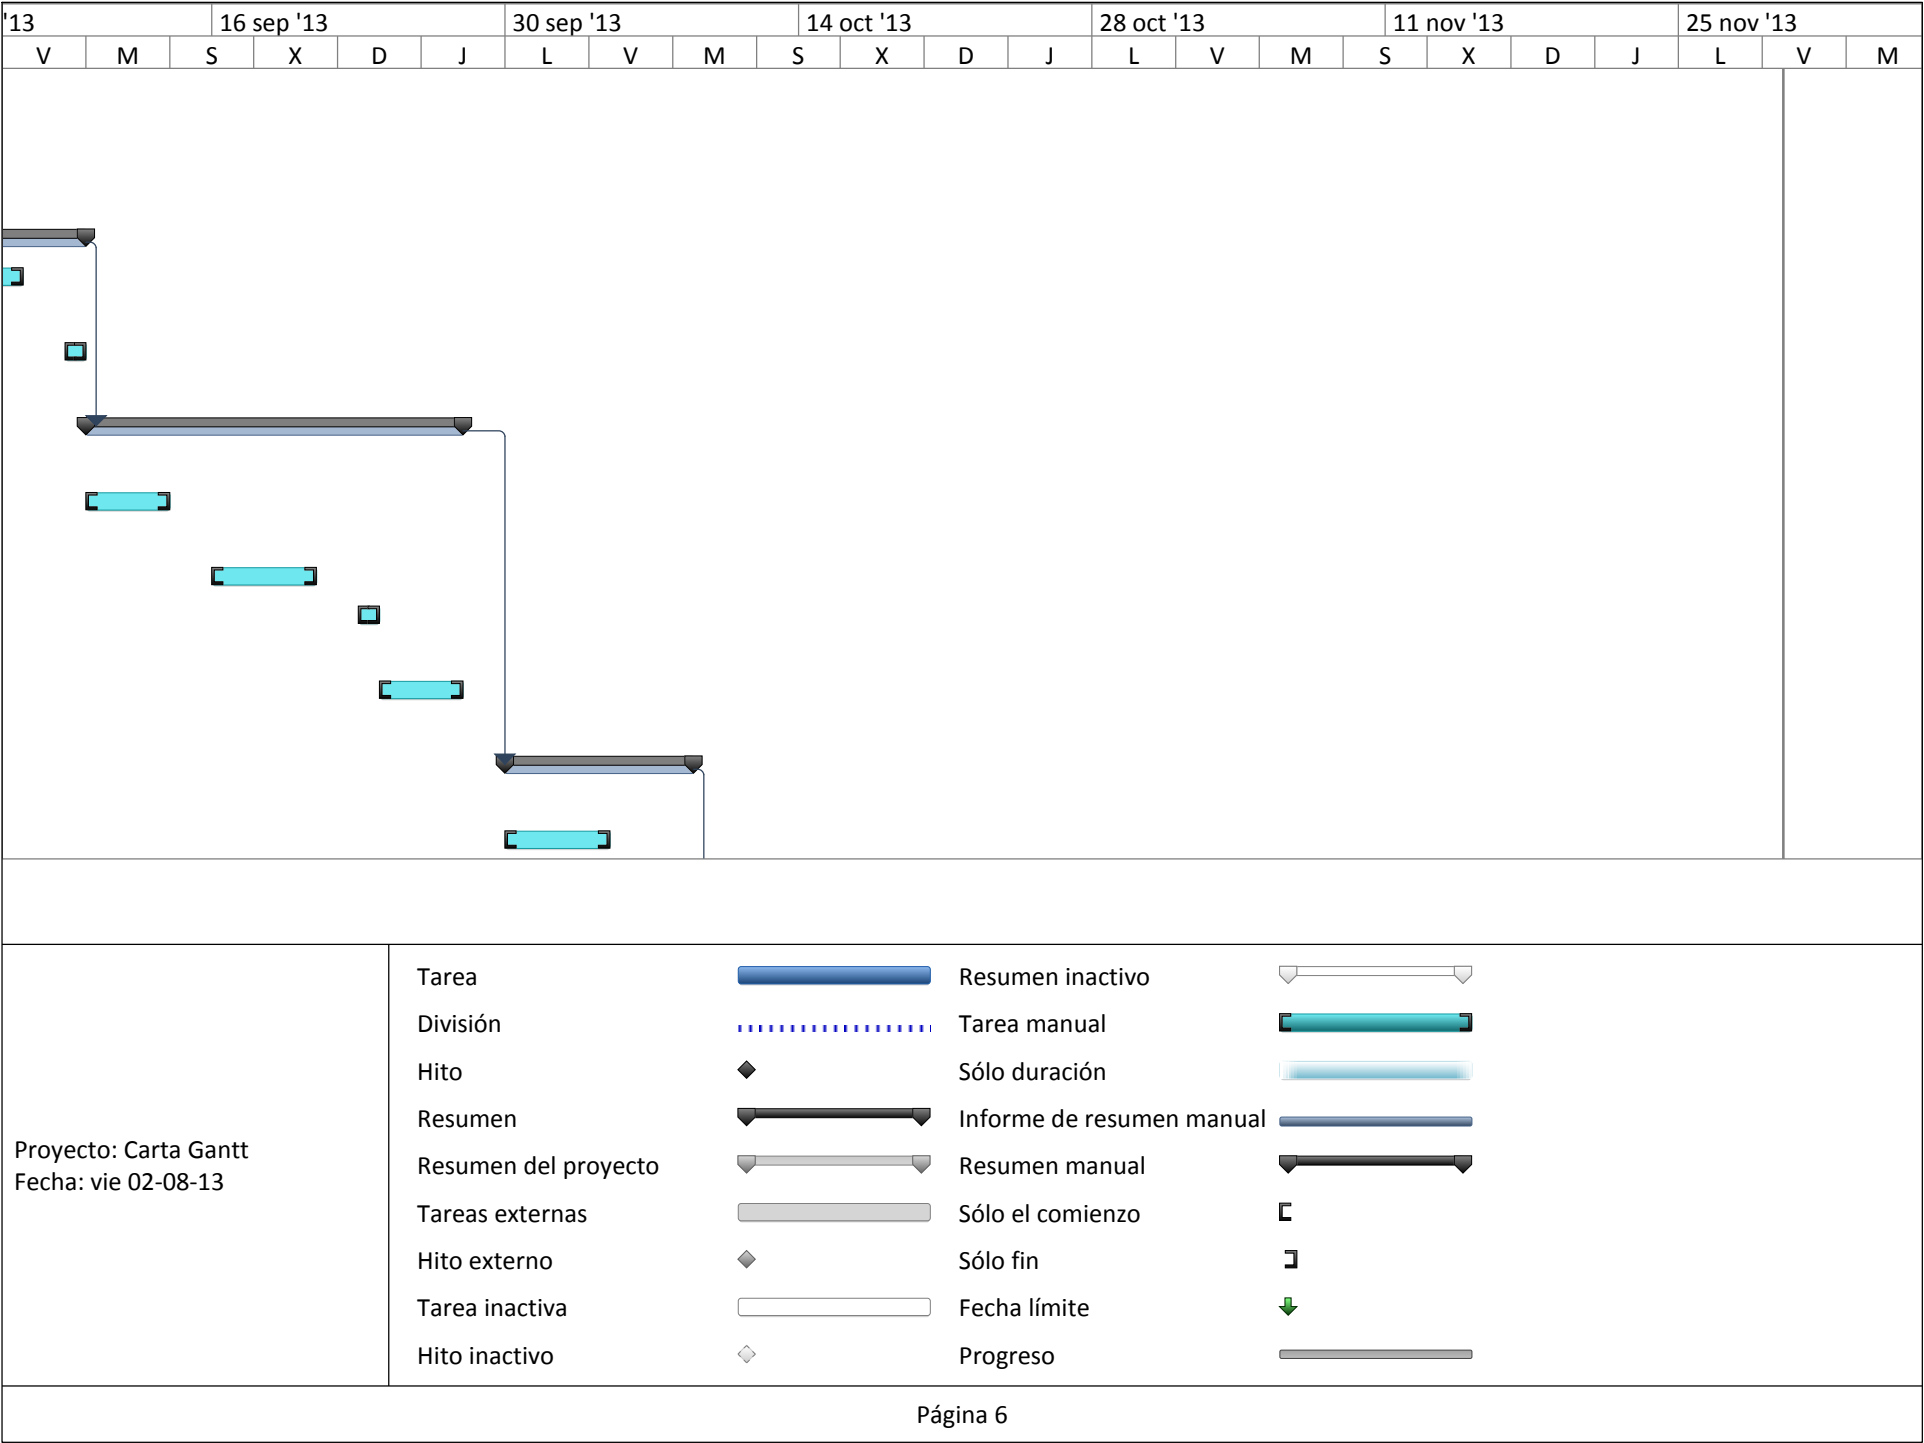 '13 16 sep '13 30 sep '13 14 oct '13 28 oct '13 11 nov '13 25 nov '13
V M S X D J L V M S X D J L V M S X D J L V M
Tarea Resumen inactivo
División Tarea manual
Hito Sólo duración
Resumen Informe de resumen manual
Resumen del proyecto Resumen manual
Tareas externas Sólo el comienzo
Hito externo Sólo fin
Tarea inactiva Fecha límite
Hito inactivo Progreso
Proyecto: Carta Gantt
Fecha: vie 02-08-13
Página 6